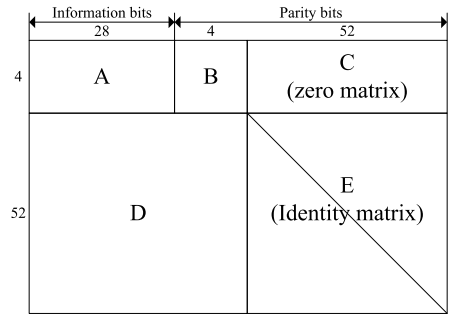 Information bits Parity bits
28 4 52
4 A B C
(zero matrix)
52 D E
(Identity matrix)